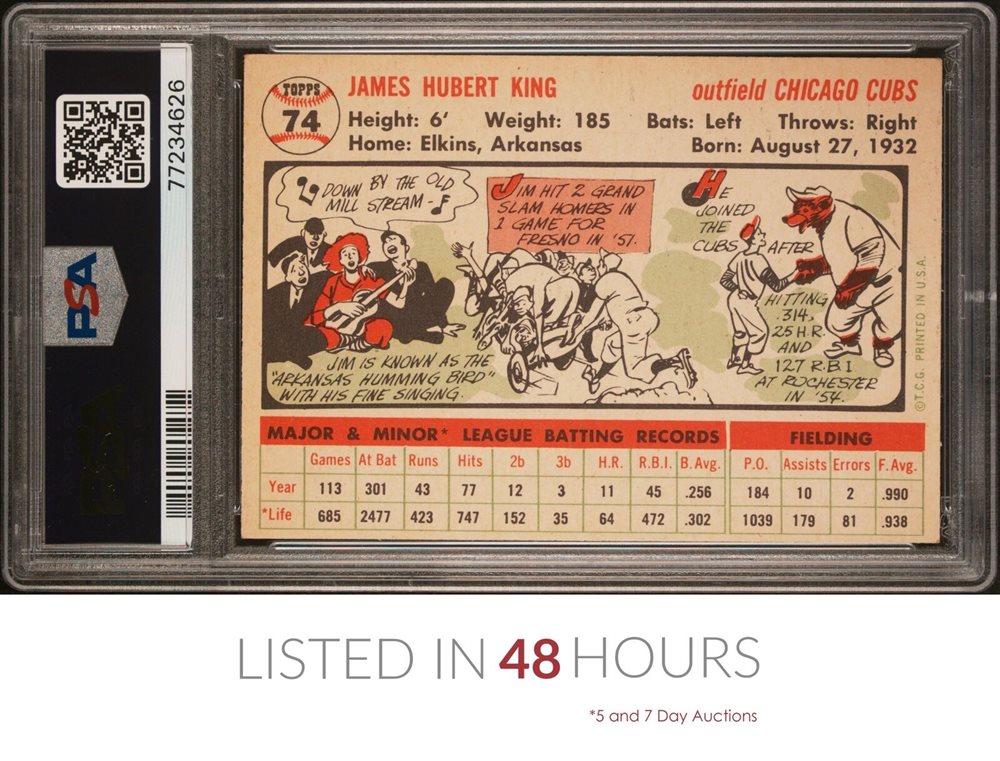 PSA
77234626
TOPPS
74
JAMES HUBERT KING
outfield CHICAGO CUBS
Height: 6' Weight: 185 Bats: Left Throws: Right
Home: Elkins, Arkansas Born: August 27, 1932
DOWN BY THE OLD
MILL STREAM-
JIM IS KNOWN AS THE
"ARKANSAS HUMMING BIRD"
WITH HIS FINE SINGING.
JIM HIT 2 GRAND
SLAM HOMERS IN
1 GAME FOR
FRESNO IN '51.
HE
JOINED
THE
CUBS AFTER
HITTING
.314,
25 H.R.
AND
127 R.B.I
AT ROCHESTER
IN '54.
©T.C.G. PRINTED IN U.S.A.
MAJOR & MINOR* LEAGUE BATTING RECORDS FIELDING
Games At Bat Runs Hits 2b 3b H.R. R.B.I. B.Avg. P.O. Assists Errors F.Avg.
Year 113 301 43 77 12 3 11 45 .256 184 10 2 .990
*Life 685 2477 423 747 152 35 64 472 .302 1039 179 81 .938
LISTED IN 48 HOURS
*5 and 7 Day Auctions